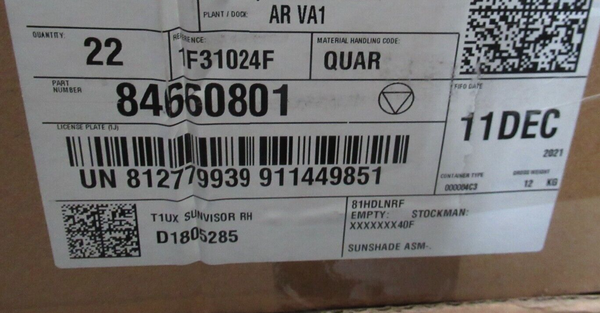 PLANT / DOCK:
AR VA1
QUANTITY:
22
REFERENCE:
1F31024F
MATERIAL HANDLING CODE:
QUAR
PART NUMBER
84660801
FIFO DATE
11DEC
2021
LICENSE PLATE (1J)
UN 812779939 911449851
CONTAINER TYPE
GROSS WEIGHT
12 KG
T1UX SUNVISOR RH
D1805285
81HDLNRF
EMPTY: STOCKMAN:
XXXXXXX40F
SUNSHADE ASM-.